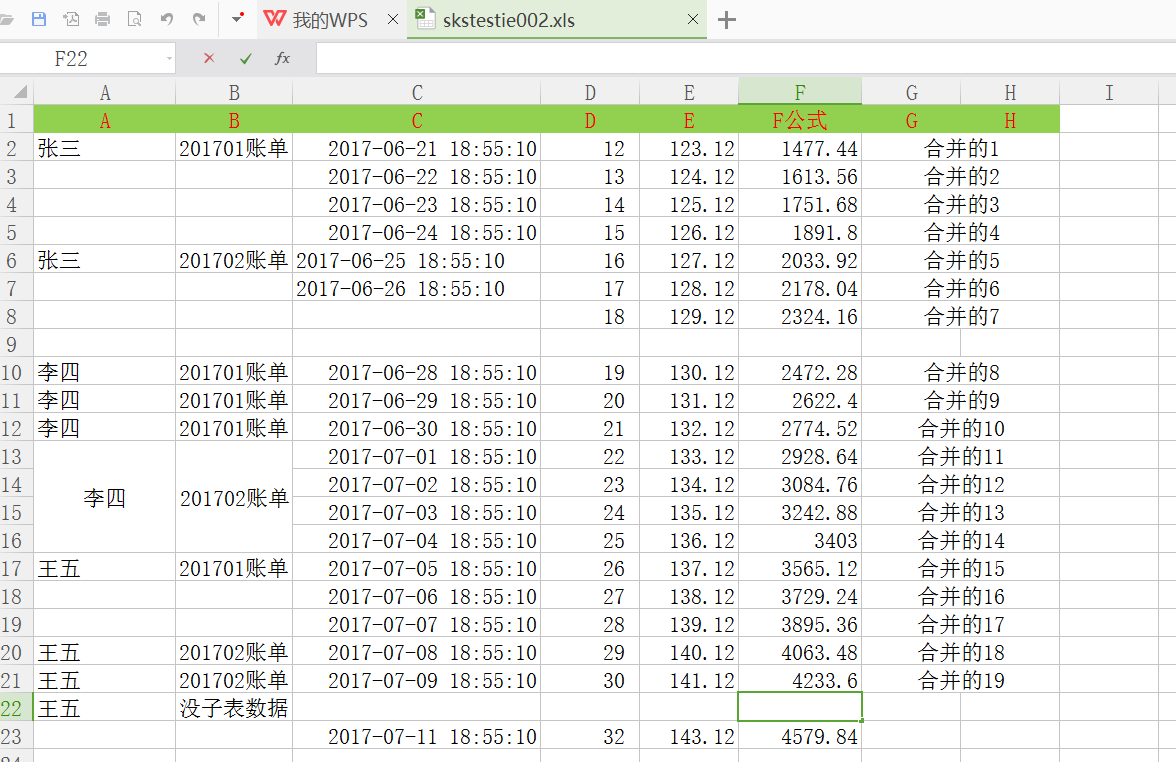 我的WPS skstestie002.xls
F22 fx
A B C D E F G H I
1 A B C D E F公式 G H
2 张三 201701账单 2017-06-21 18:55:10 12 123.12 1477.44 合并的1
3 2017-06-22 18:55:10 13 124.12 1613.56 合并的2
4 2017-06-23 18:55:10 14 125.12 1751.68 合并的3
5 2017-06-24 18:55:10 15 126.12 1891.8 合并的4
6 张三 201702账单 2017-06-25 18:55:10 16 127.12 2033.92 合并的5
7 2017-06-26 18:55:10 17 128.12 2178.04 合并的6
8 18 129.12 2324.16 合并的7
9
10 李四 201701账单 2017-06-28 18:55:10 19 130.12 2472.28 合并的8
11 李四 201701账单 2017-06-29 18:55:10 20 131.12 2622.4 合并的9
12 李四 201701账单 2017-06-30 18:55:10 21 132.12 2774.52 合并的10
13 2017-07-01 18:55:10 22 133.12 2928.64 合并的11
14 李四 201702账单 2017-07-02 18:55:10 23 134.12 3084.76 合并的12
15 2017-07-03 18:55:10 24 135.12 3242.88 合并的13
16 2017-07-04 18:55:10 25 136.12 3403 合并的14
17 王五 201701账单 2017-07-05 18:55:10 26 137.12 3565.12 合并的15
18 2017-07-06 18:55:10 27 138.12 3729.24 合并的16
19 2017-07-07 18:55:10 28 139.12 3895.36 合并的17
20 王五 201702账单 2017-07-08 18:55:10 29 140.12 4063.48 合并的18
21 王五 201702账单 2017-07-09 18:55:10 30 141.12 4233.6 合并的19
22 王五 没子表数据
23 2017-07-11 18:55:10 32 143.12 4579.84